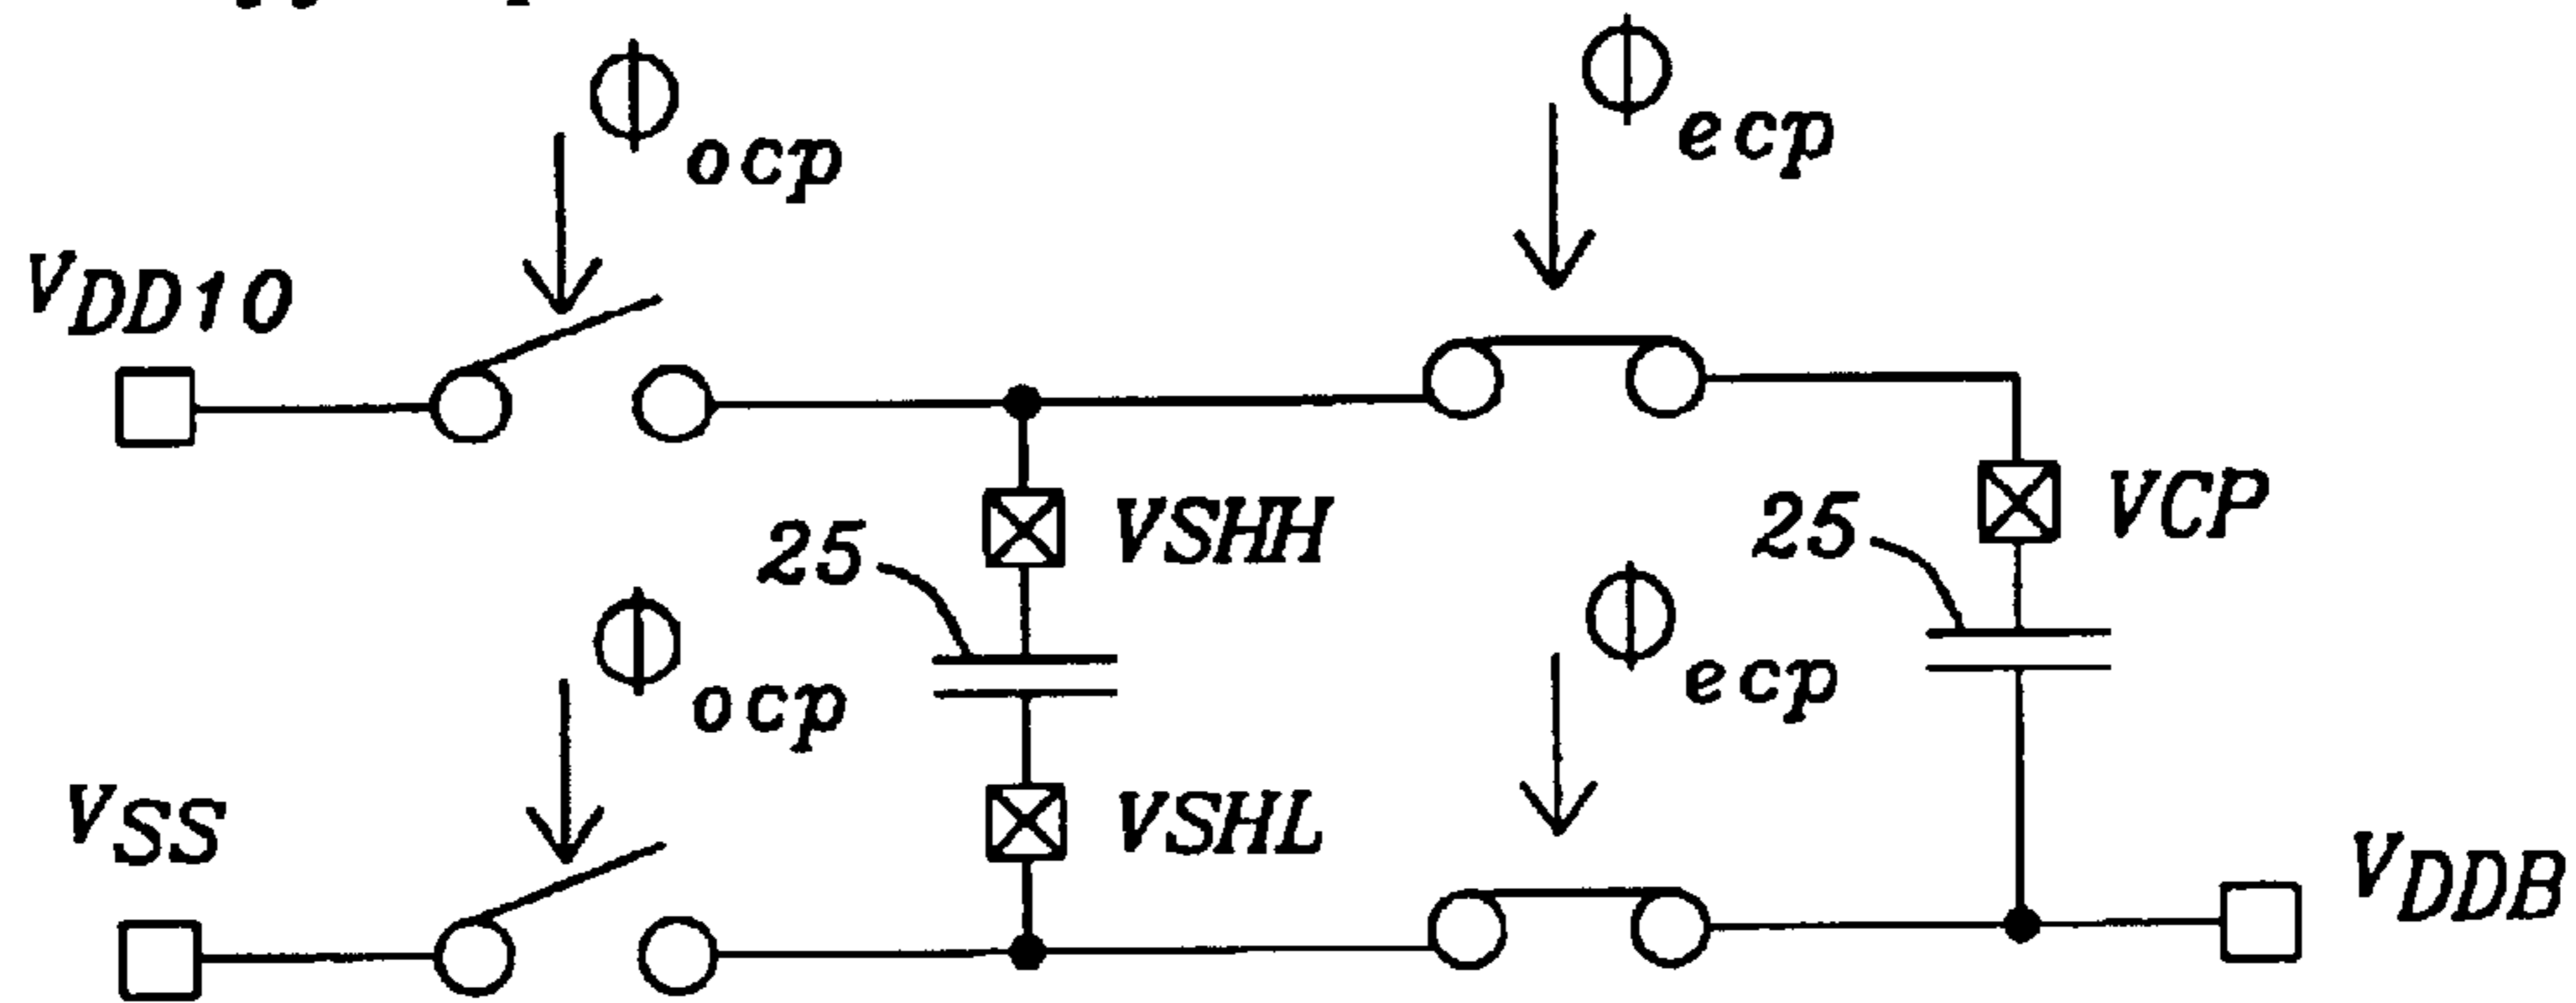 Φocp
Φecp
VDD10
VSHH
VCP
25
25
Φocp
Φecp
VSS
VSHL
VDDB